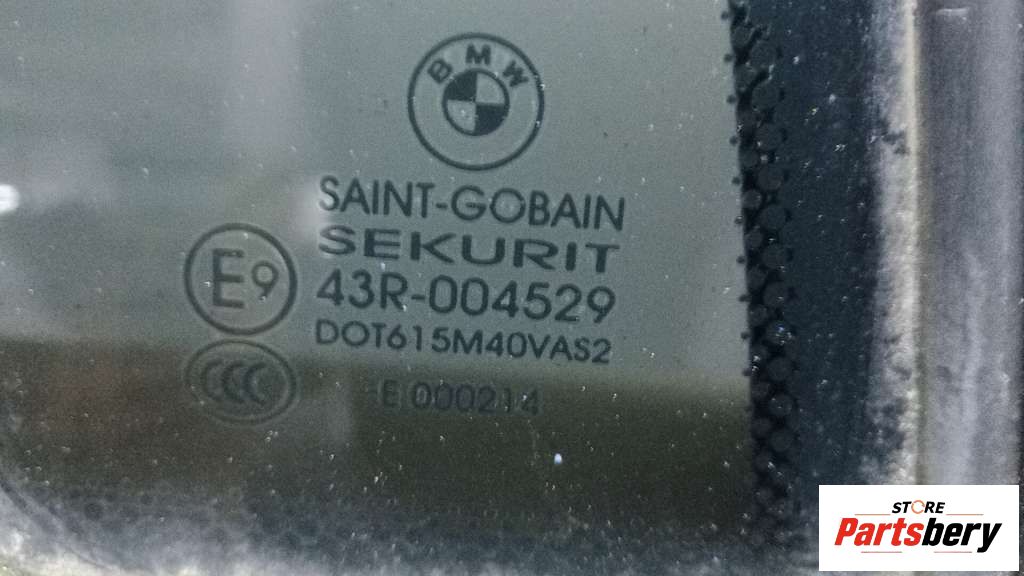 BMW
SAINT-GOBAIN
SEKURIT
E9
43R-004529
DOT615M40VAS2
CCC
E 000214
STORE
Partsbery